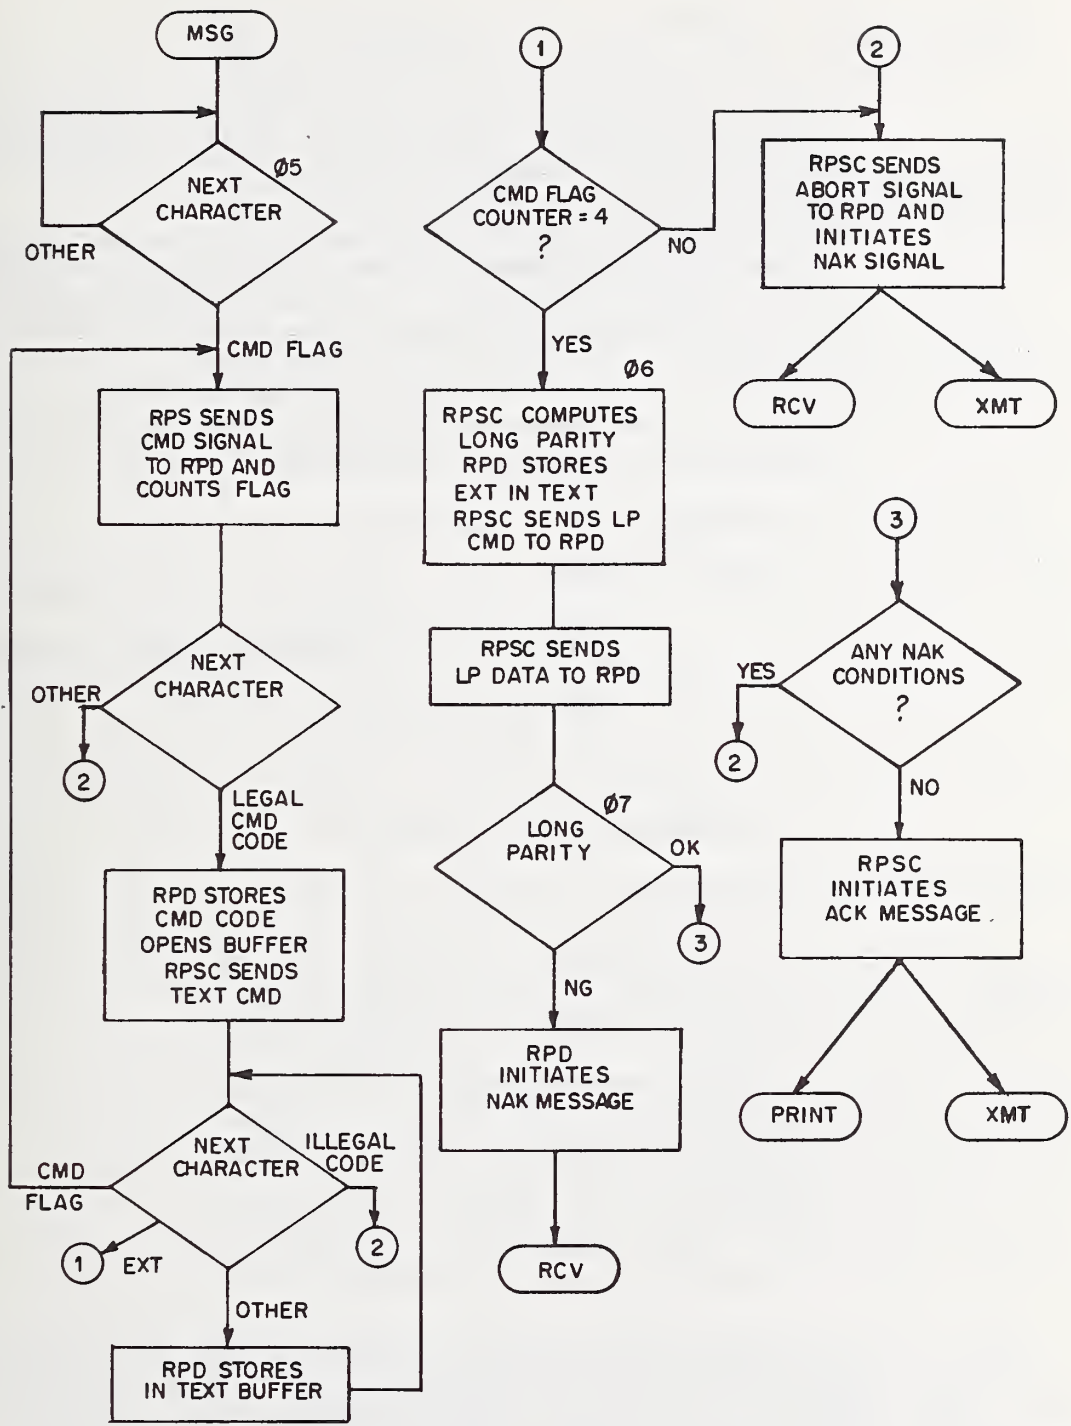 MSG
Ø5
NEXT
CHARACTER
OTHER
CMD FLAG
RPS SENDS
CMD SIGNAL
TO RPD AND
COUNTS FLAG
NEXT
CHARACTER
OTHER
2
LEGAL
CMD
CODE
RPD STORES
CMD CODE
OPENS BUFFER
RPSC SENDS
TEXT CMD
NEXT
CHARACTER
ILLEGAL
CODE
2
CMD
FLAG
1
EXT
OTHER
RPD STORES
IN TEXT BUFFER
1
CMD FLAG
COUNTER = 4
?
NO
YES
Ø6
RPSC COMPUTES
LONG PARITY
RPD STORES
EXT IN TEXT
RPSC SENDS LP
CMD TO RPD
RPSC SENDS
LP DATA TO RPD
Ø7
LONG
PARITY
OK
3
NG
RPD
INITIATES
NAK MESSAGE
RCV
2
RPSC SENDS
ABORT SIGNAL
TO RPD AND
INITIATES
NAK SIGNAL
RCV
XMT
3
ANY NAK
CONDITIONS
?
YES
2
NO
RPSC
INITIATES
ACK MESSAGE
PRINT
XMT